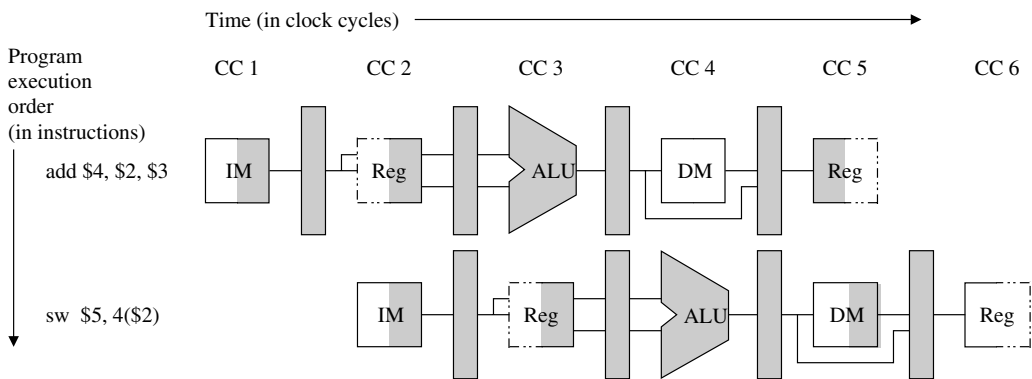 Time (in clock cycles)
Program
execution
order
(in instructions)
CC 1 CC 2 CC 3 CC 4 CC 5 CC 6
add $4, $2, $3 IM Reg ALU DM Reg
sw $5, 4($2) IM Reg ALU DM Reg